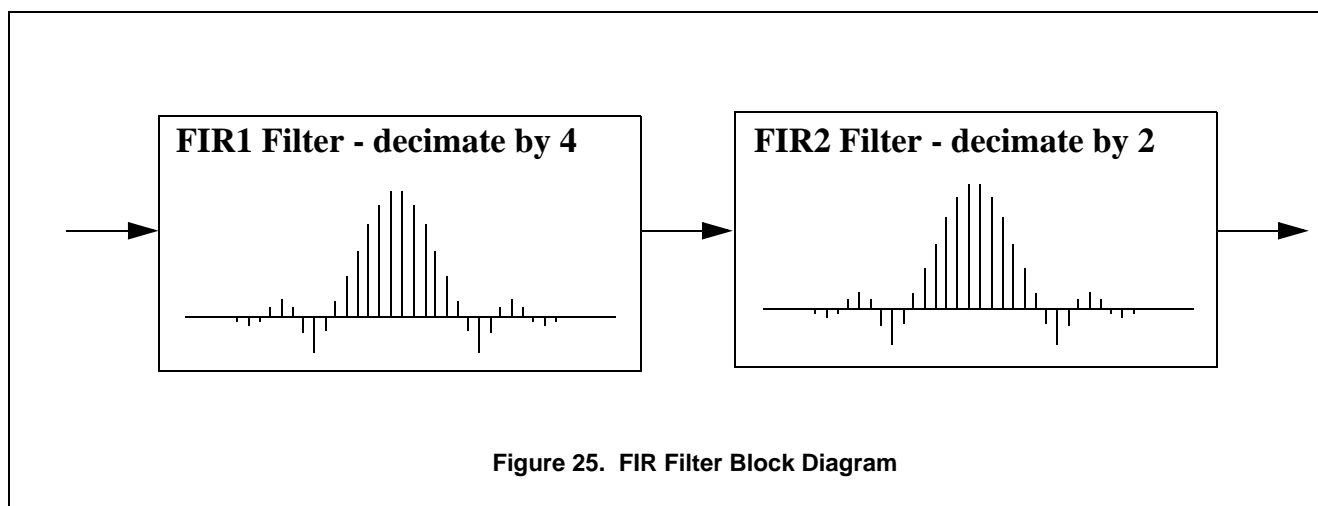 FIR1 Filter - decimate by 4
FIR2 Filter - decimate by 2
Figure 25. FIR Filter Block Diagram